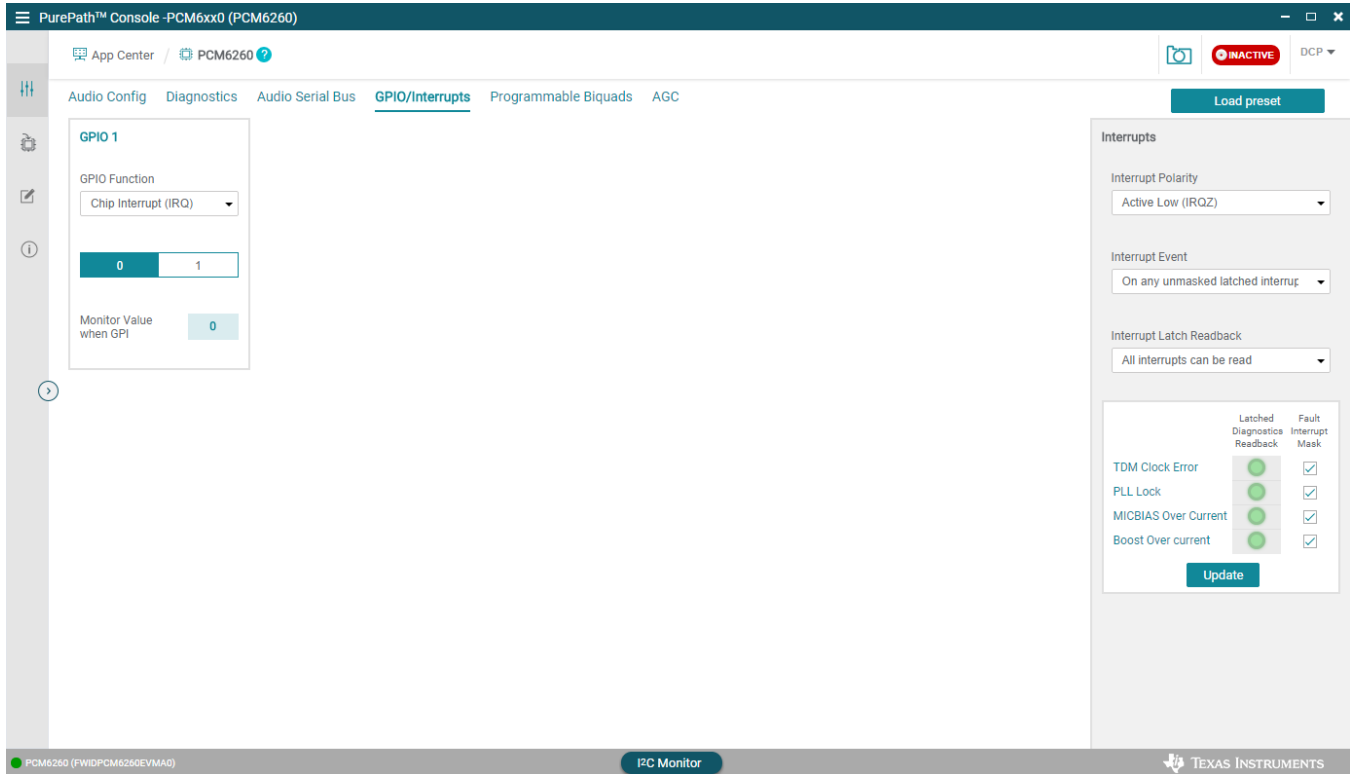 PurePath™ Console -PCM6xx0 (PCM6260)
App Center / PCM6260 ?
INACTIVE
DCP
Audio Config Diagnostics Audio Serial Bus GPIO/Interrupts Programmable Biquads AGC
Load preset
GPIO 1
GPIO Function
Chip Interrupt (IRQ)
0 1
Monitor Value
when GPI
0
Interrupts
Interrupt Polarity
Active Low (IRQZ)
Interrupt Event
On any unmasked latched interrup
Interrupt Latch Readback
All interrupts can be read
Latched
Diagnostics
Readback
Fault
Interrupt
Mask
TDM Clock Error
PLL Lock
MICBIAS Over Current
Boost Over current
Update
PCM6260 (FWIDPCM6260EVMA0)
I²C Monitor
TEXAS INSTRUMENTS